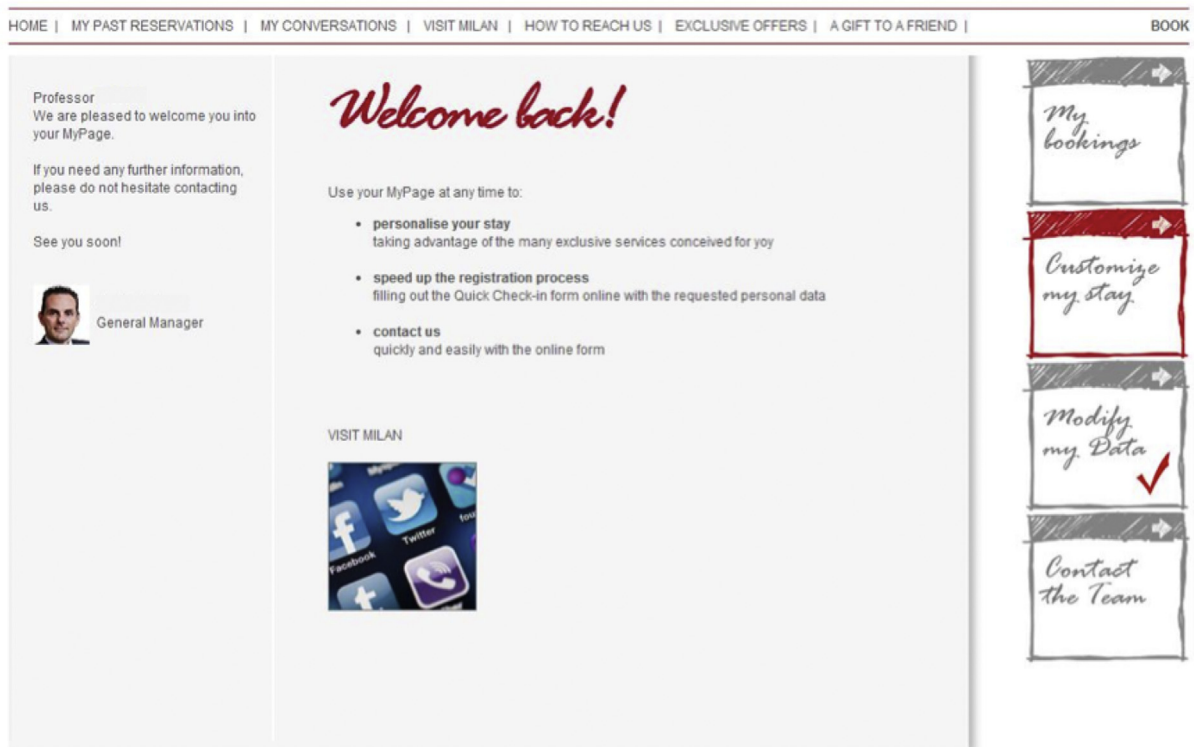 HOME | MY PAST RESERVATIONS | MY CONVERSATIONS | VISIT MILAN | HOW TO REACH US | EXCLUSIVE OFFERS | A GIFT TO A FRIEND | BOOK
Professor
We are pleased to welcome you into
your MyPage.
If you need any further information,
please do not hesitate contacting
us.
See you soon!
General Manager
Welcome back!
Use your MyPage at any time to:
• personalise your stay
taking advantage of the many exclusive services conceived for yoy
• speed up the registration process
filling out the Quick Check-in form online with the requested personal data
• contact us
quickly and easily with the online form
VISIT MILAN
Facebook
Twitter
fou
My
bookings
Customize
my stay
Modify
my Data
Contact
the Team